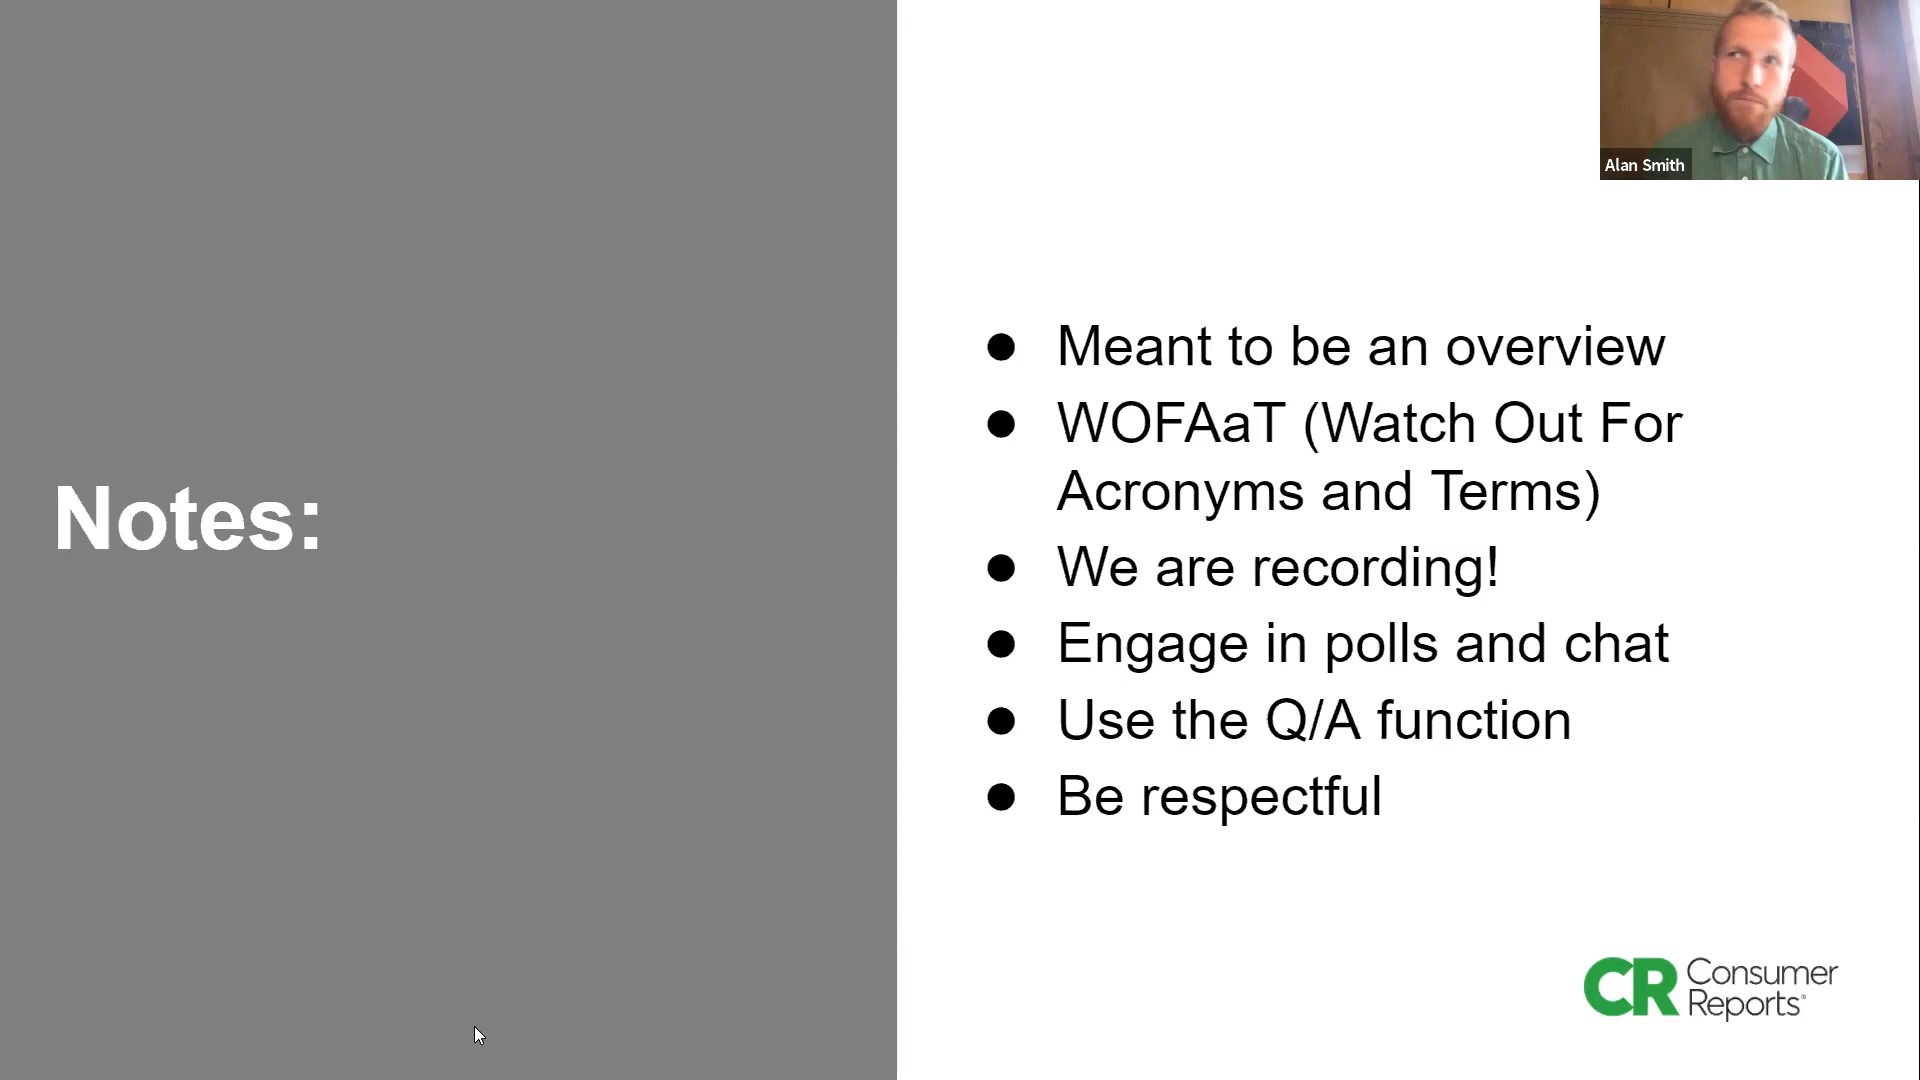 Alan Smith
Notes:
● Meant to be an overview
● WOFAaT (Watch Out For
Acronyms and Terms)
● We are recording!
● Engage in polls and chat
● Use the Q/A function
● Be respectful
CR Consumer
Reports®